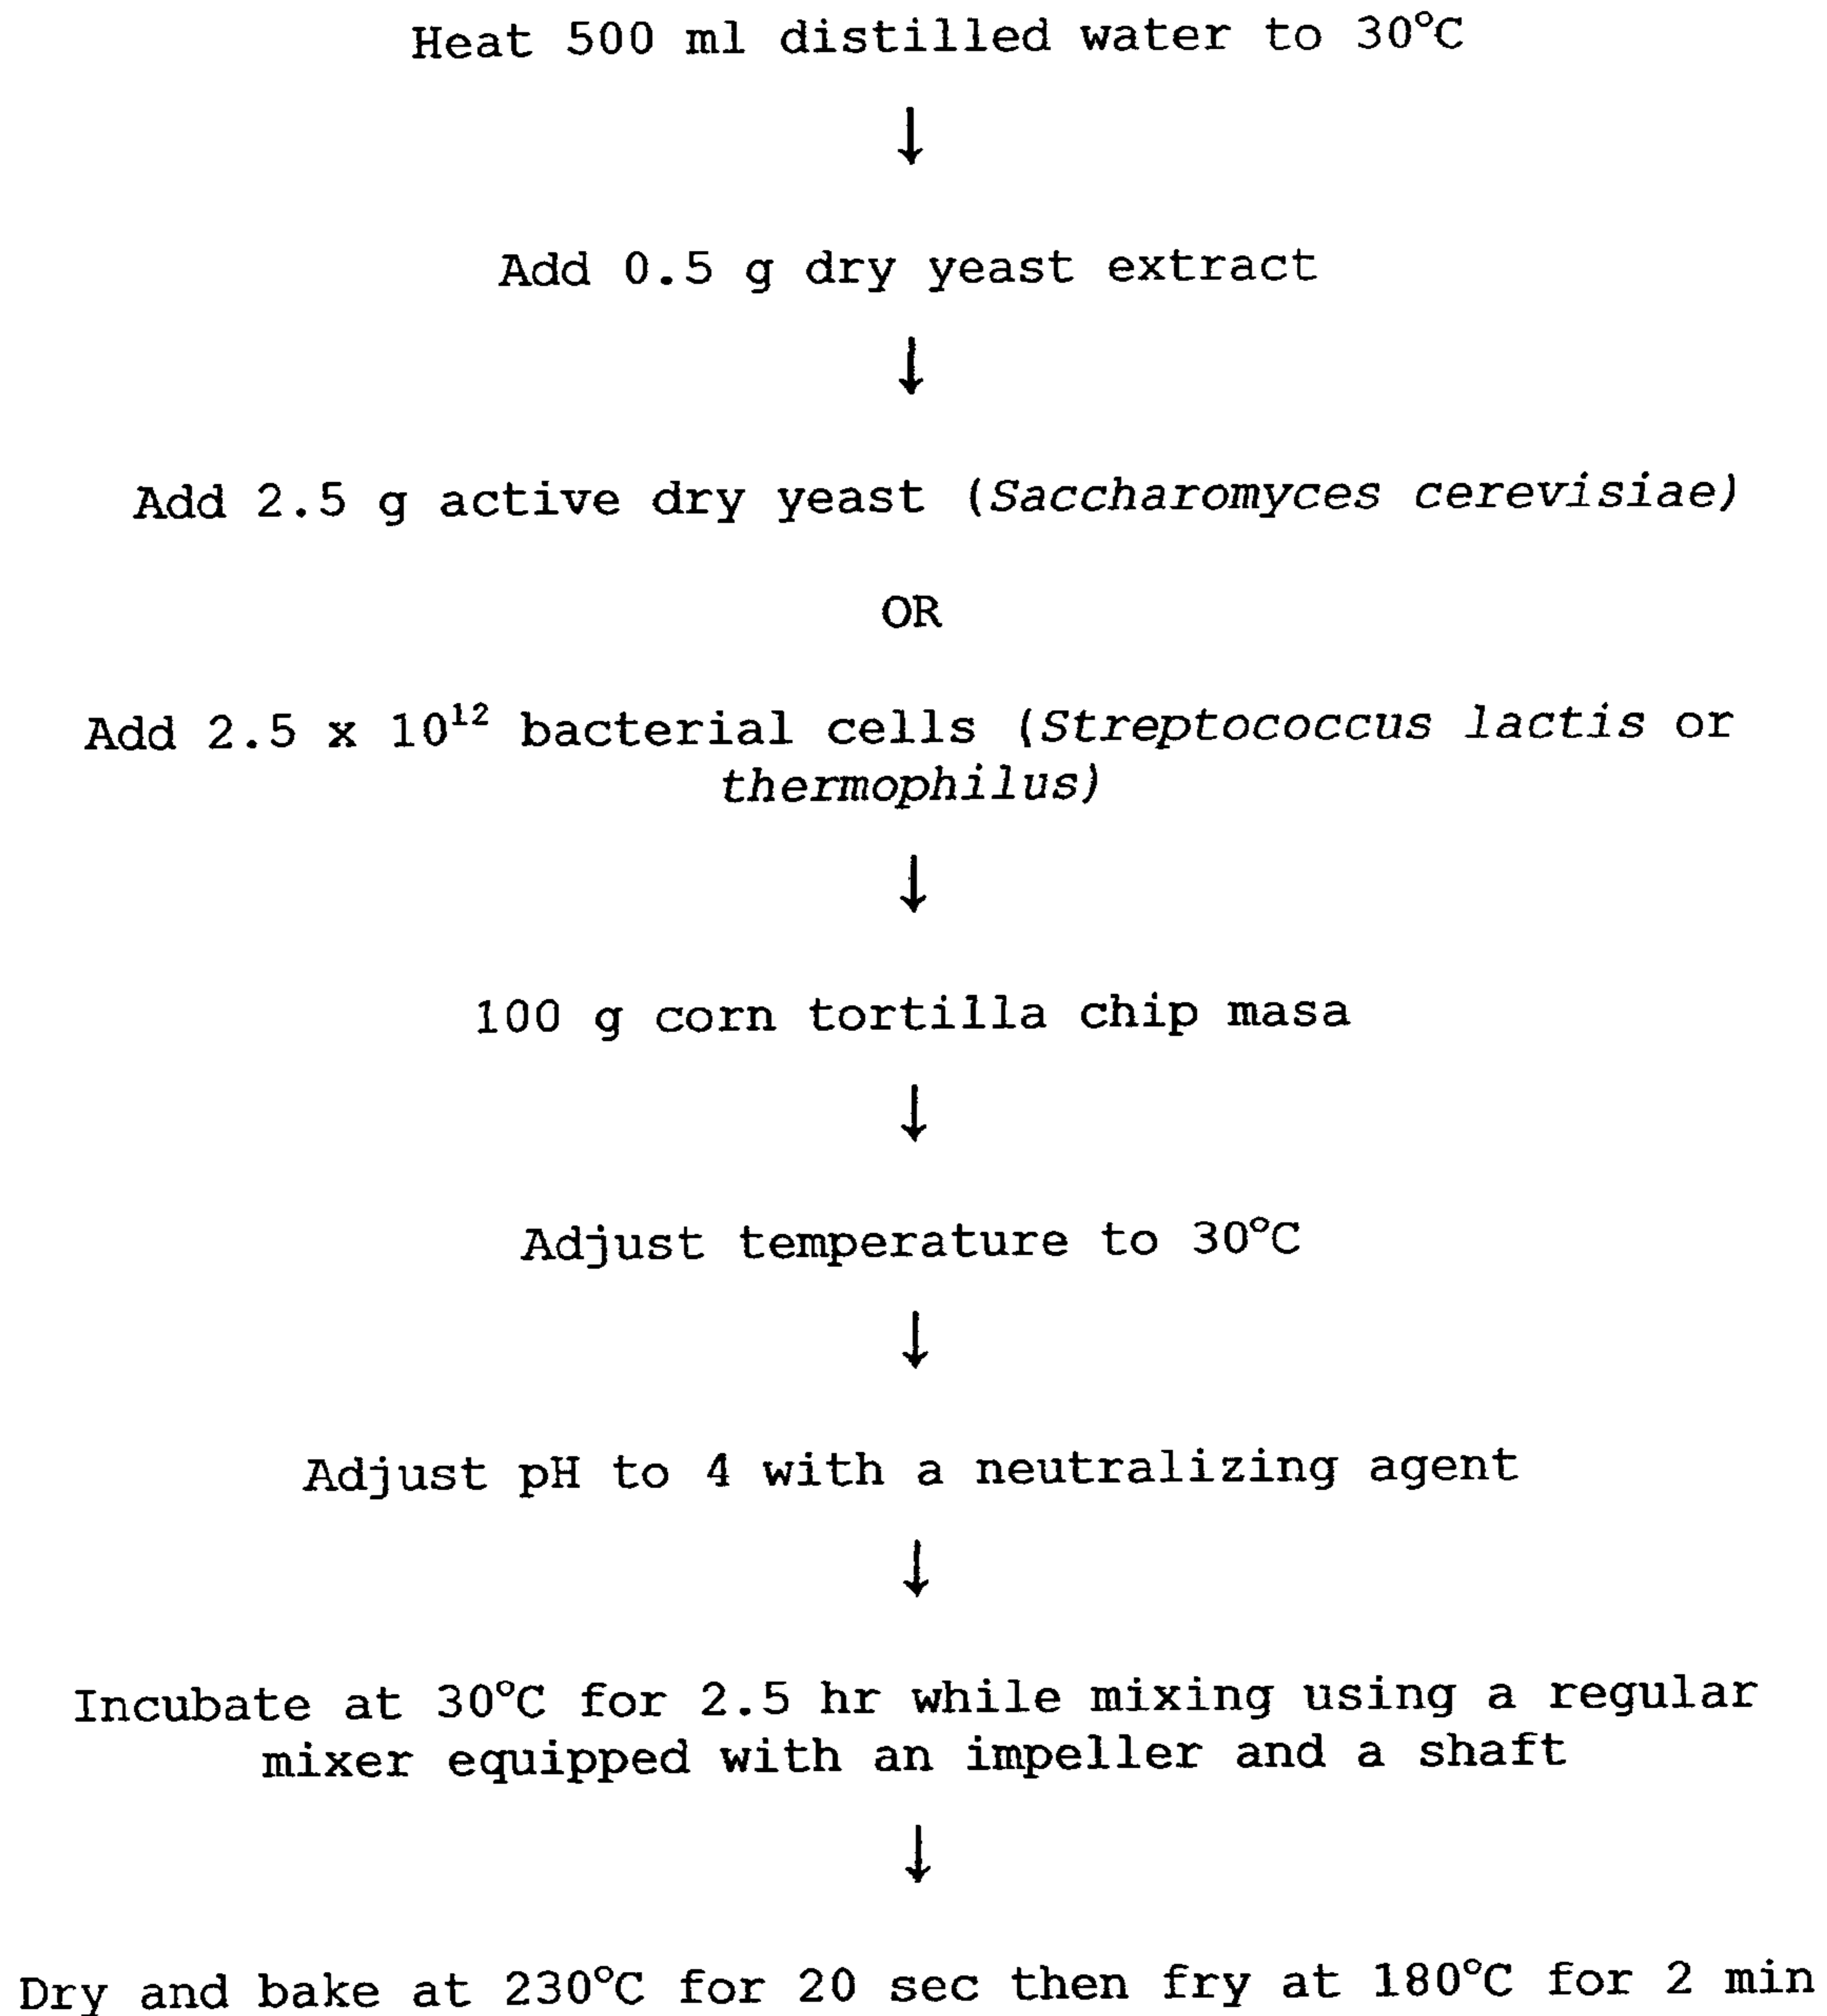 Heat 500 ml distilled water to 30°C
↓
Add 0.5 g dry yeast extract
↓
Add 2.5 g active dry yeast (Saccharomyces cerevisiae)
OR
Add 2.5 x 10¹² bacterial cells (Streptococcus lactis or
thermophilus)
↓
100 g corn tortilla chip masa
↓
Adjust temperature to 30°C
↓
Adjust pH to 4 with a neutralizing agent
↓
Incubate at 30°C for 2.5 hr while mixing using a regular
mixer equipped with an impeller and a shaft
↓
Dry and bake at 230°C for 20 sec then fry at 180°C for 2 min